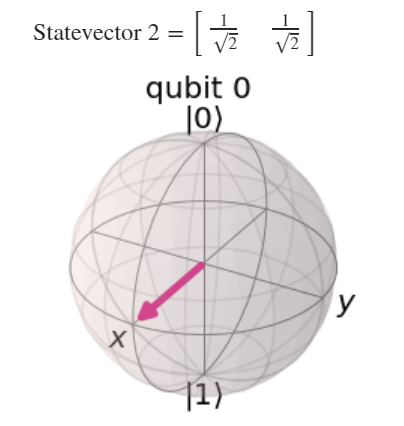 Statevector 2 = [ 1/√2 1/√2 ]
qubit 0
|0⟩
y
x
|1⟩